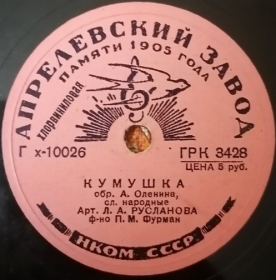 АПРЕЛЕВСКИЙ ЗАВОД
ПАМЯТИ 1905 ГОДА
ХЛОРВИНИЛОВАЯ
Г х-10026
ГРК 3428
ЦЕНА 5 руб.
КУМУШКА
обр. А. Оленина,
сл. народные
Арт. Л. А. РУСЛАНОВА
ф-но П. М. Фурман
НКОМ СССР